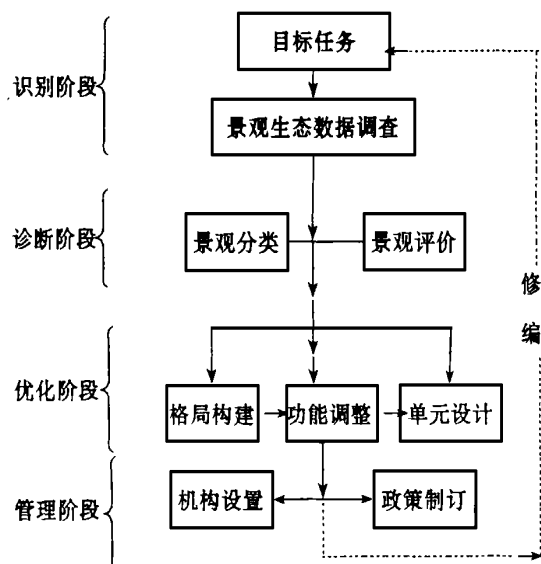 目标任务
识别阶段
景观生态数据调查
诊断阶段
景观分类
景观评价
修
编
优化阶段
格局构建
功能调整
单元设计
管理阶段
机构设置
政策制订